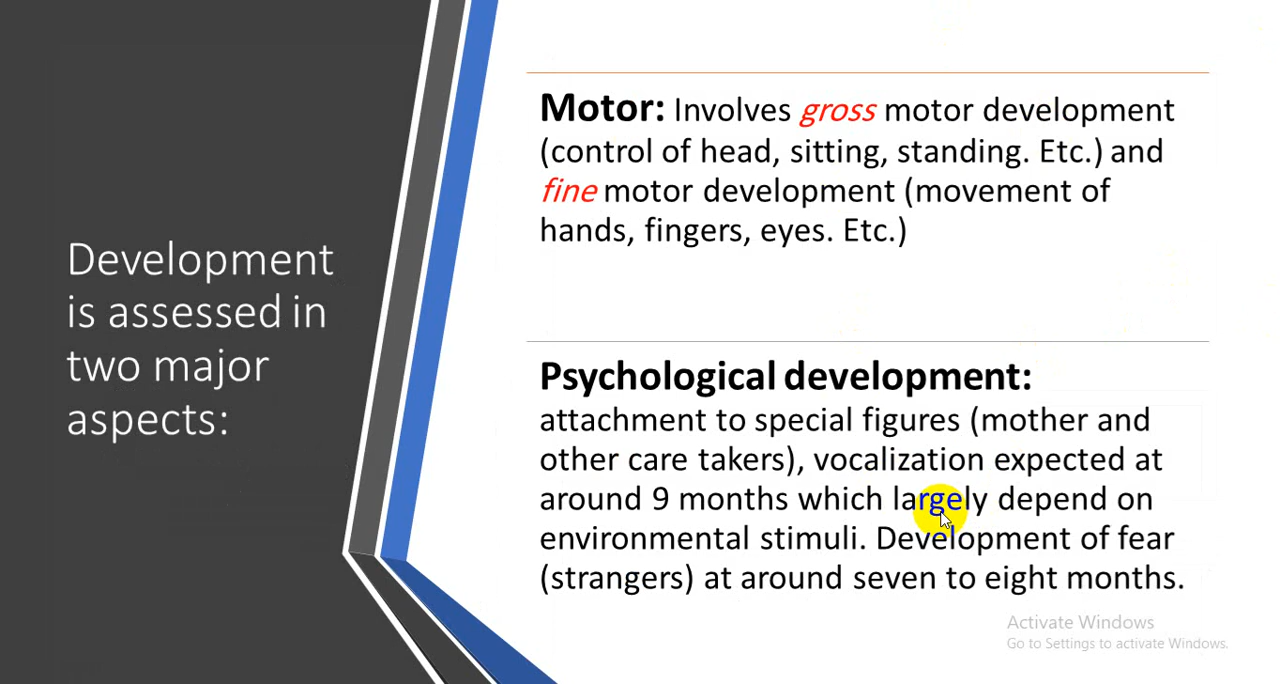 Development
is assessed in
two major
aspects:
Motor: Involves gross motor development
(control of head, sitting, standing. Etc.) and
fine motor development (movement of
hands, fingers, eyes. Etc.)
Psychological development:
attachment to special figures (mother and
other care takers), vocalization expected at
around 9 months which largely depend on
environmental stimuli. Development of fear
(strangers) at around seven to eight months.
Activate Windows
Go to Settings to activate Windows.